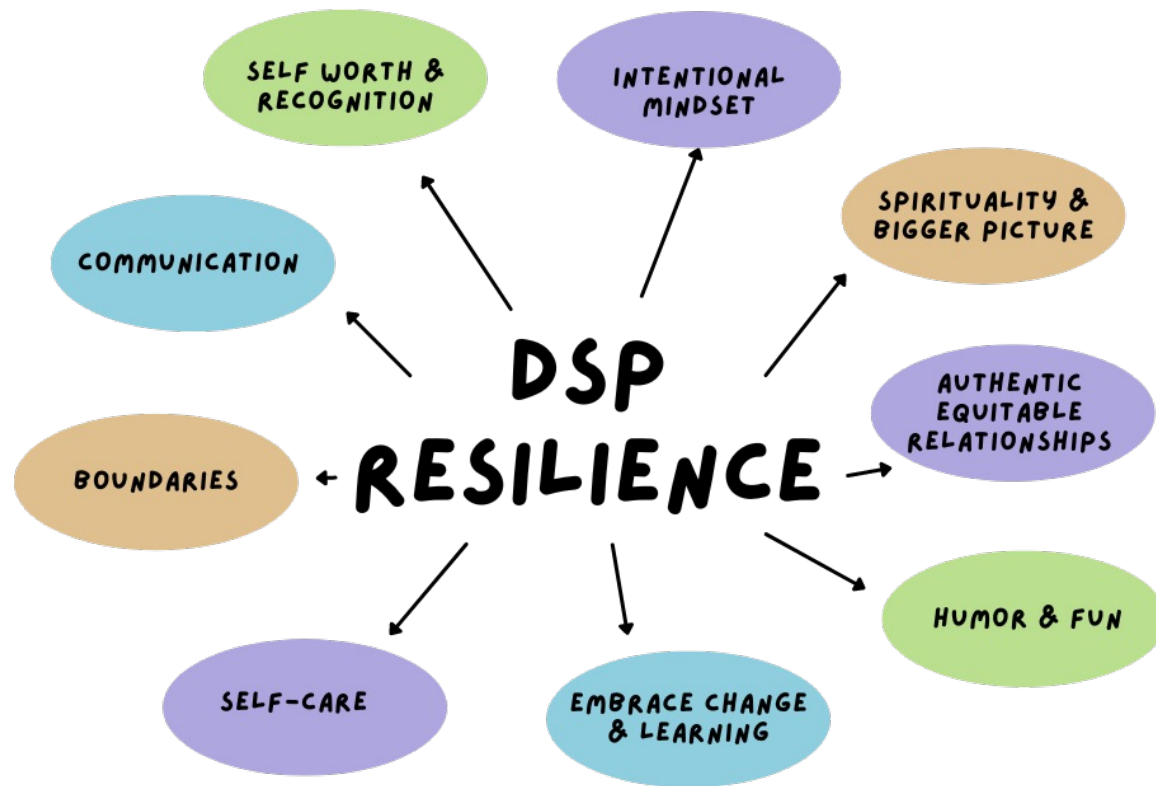 SELF WORTH &
RECOGNITION
INTENTIONAL
MINDSET
SPIRITUALITY &
BIGGER PICTURE
COMMUNICATION
DSP
RESILIENCE
AUTHENTIC
EQUITABLE
RELATIONSHIPS
BOUNDARIES
HUMOR & FUN
SELF-CARE
EMBRACE CHANGE
& LEARNING